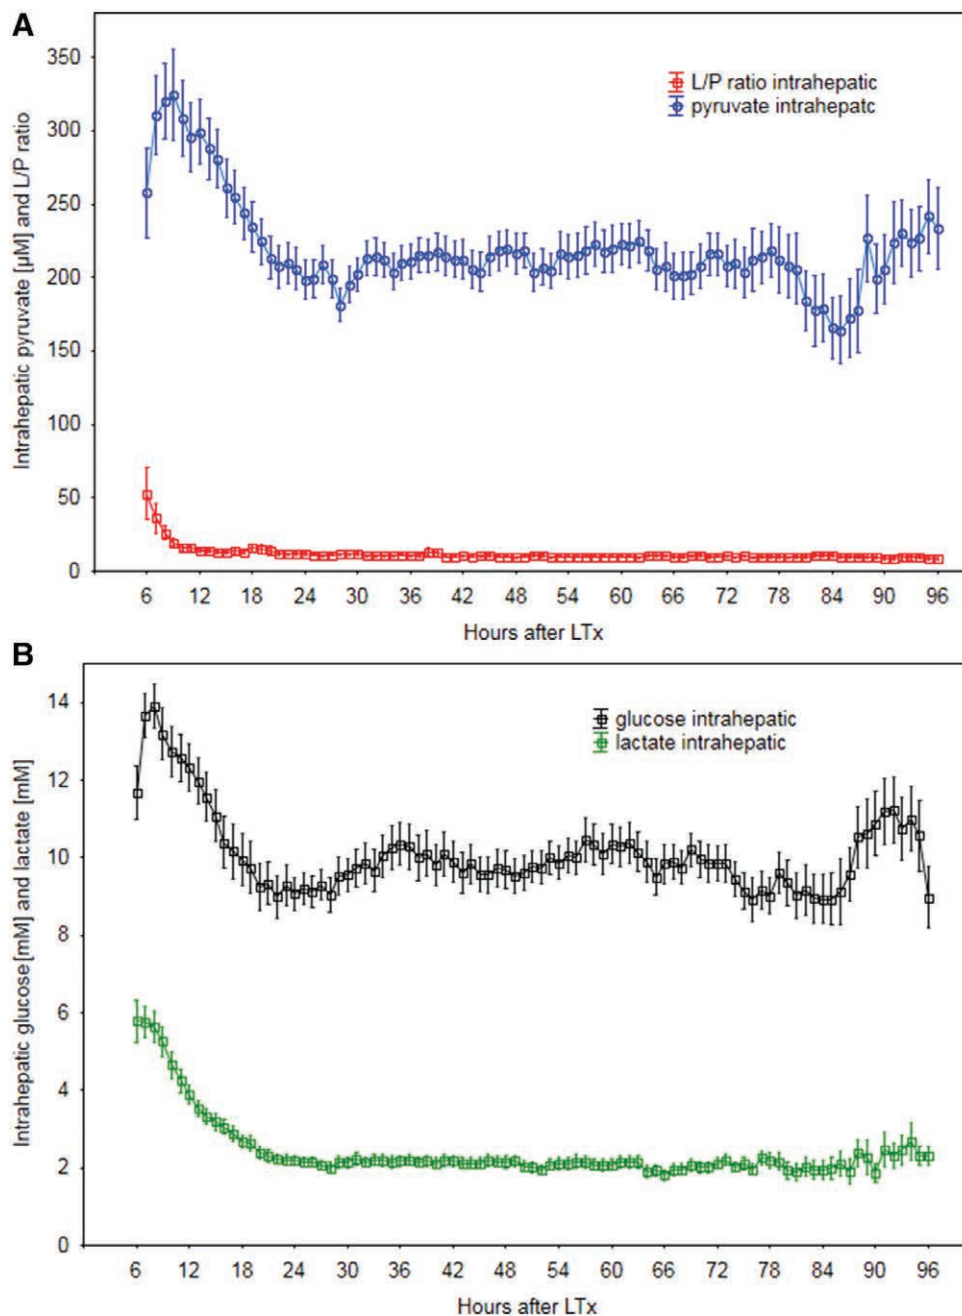 A
Intrahepatic pyruvate [µM] and L/P ratio
350
300
250
200
150
100
50
0
L/P ratio intrahepatic
pyruvate intrahepatc
6 12 18 24 30 36 42 48 54 60 66 72 78 84 90 96
Hours after LTx
B
Intrahepatic glucose[mM] and lactate [mM]
14
12
10
8
6
4
2
0
glucose intrahepatic
lactate intrahepatic
6 12 18 24 30 36 42 48 54 60 66 72 78 84 90 96
Hours after LTx